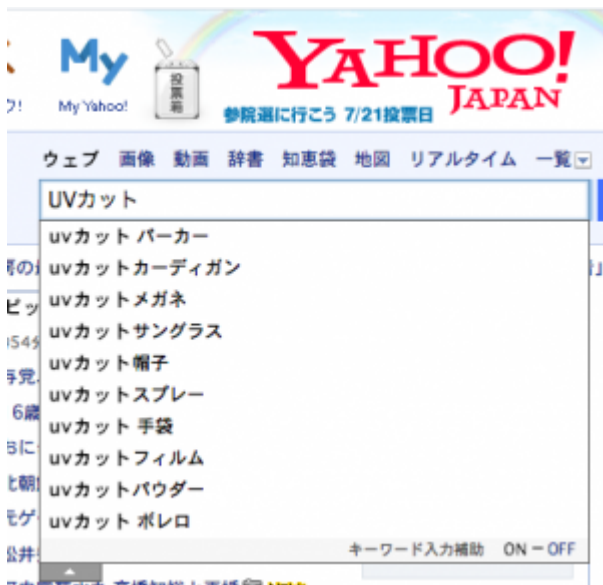 My
My Yahoo!
投票箱
YAHOO!
JAPAN
参院選に行こう 7/21投票日
ウェブ 画像 動画 辞書 知恵袋 地図 リアルタイム 一覧
UVカット
uvカット パーカー
uvカットカーディガン
uvカットメガネ
uvカットサングラス
uvカット帽子
uvカットスプレー
uvカット 手袋
uvカットフィルム
uvカットパウダー
uvカット ボレロ
キーワード入力補助 ON－OFF